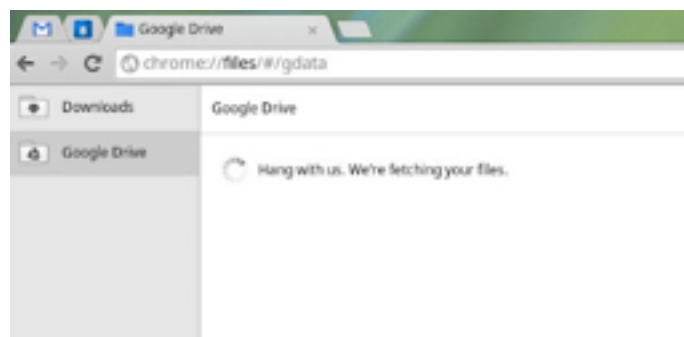 Google Drive
chrome://files/#/gdata
Downloads
Google Drive
Google Drive
Hang with us. We're fetching your files.